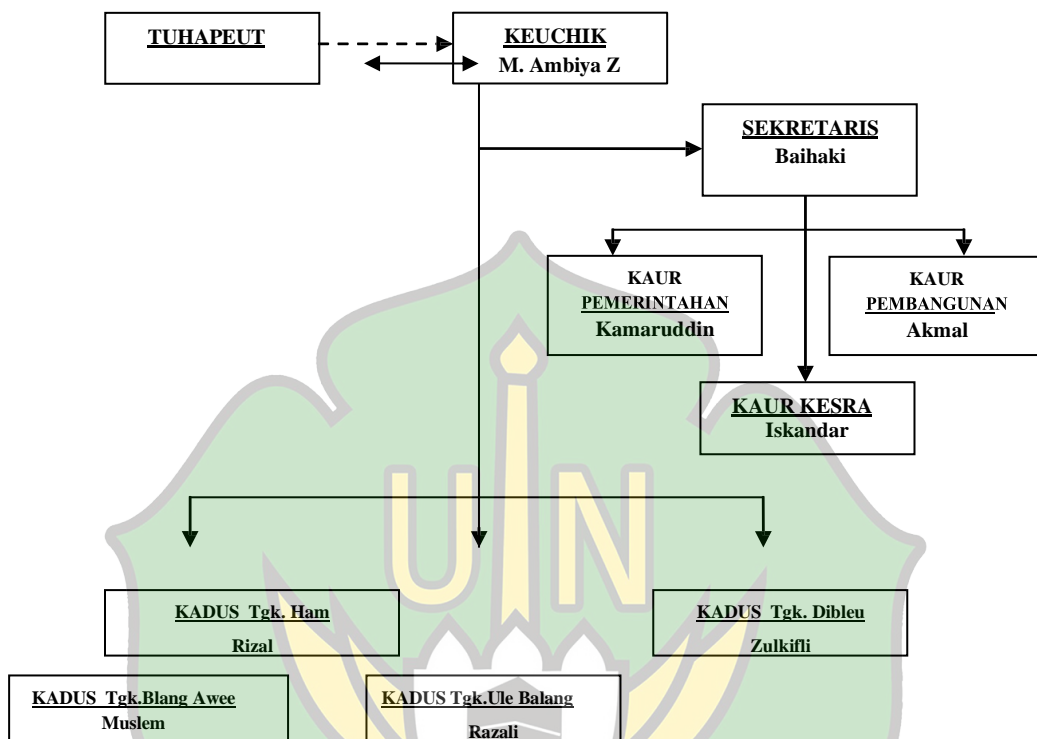 TUHAPEUT
KEUCHIK
M. Ambiya Z
SEKRETARIS
Baihaki
KAUR
PEMERINTAHAN
Kamaruddin
KAUR
PEMBANGUNAN
Akmal
KAUR KESRA
Iskandar
UIN
KADUS Tgk. Ham
Rizal
KADUS Tgk. Dibleu
Zulkifli
KADUS Tgk.Blang Awee
Muslem
KADUS Tgk.Ule Balang
Razali